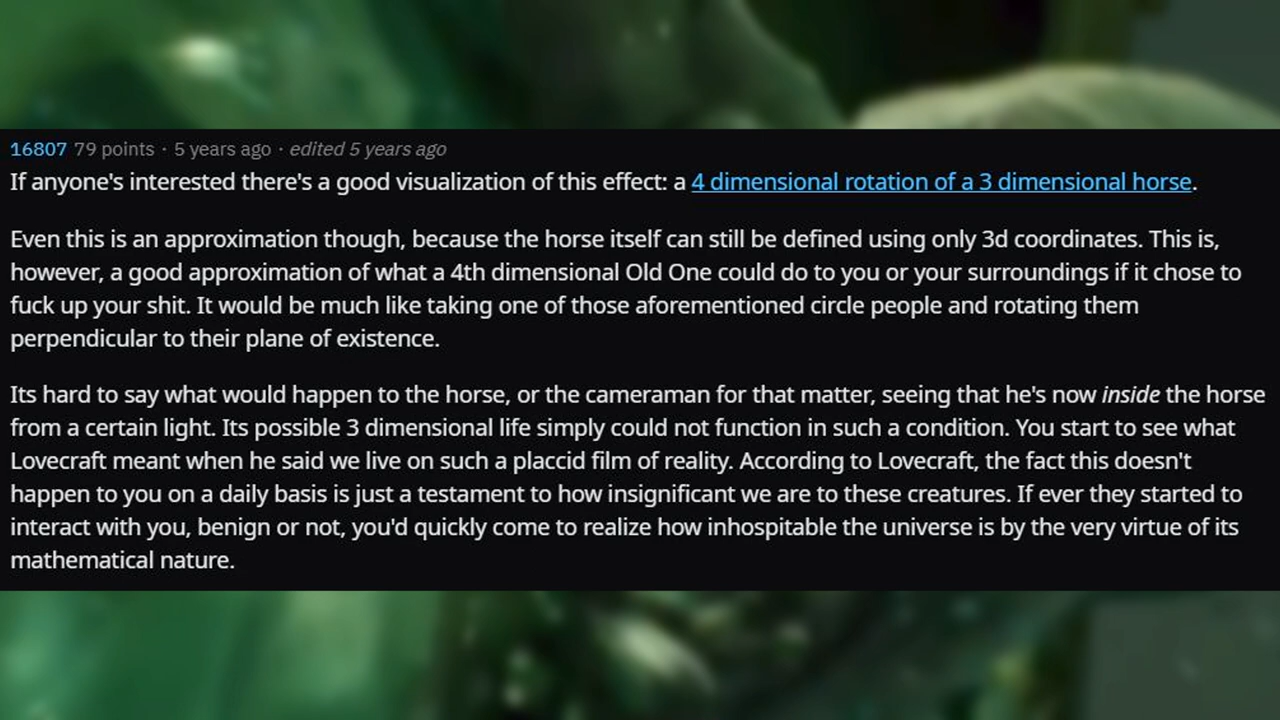 16807 79 points · 5 years ago · edited 5 years ago
If anyone's interested there's a good visualization of this effect: a 4 dimensional rotation of a 3 dimensional horse.
Even this is an approximation though, because the horse itself can still be defined using only 3d coordinates. This is,
however, a good approximation of what a 4th dimensional Old One could do to you or your surroundings if it chose to
fuck up your shit. It would be much like taking one of those aforementioned circle people and rotating them
perpendicular to their plane of existence.
Its hard to say what would happen to the horse, or the cameraman for that matter, seeing that he's now inside the horse
from a certain light. Its possible 3 dimensional life simply could not function in such a condition. You start to see what
Lovecraft meant when he said we live on such a placcid film of reality. According to Lovecraft, the fact this doesn't
happen to you on a daily basis is just a testament to how insignificant we are to these creatures. If ever they started to
interact with you, benign or not, you'd quickly come to realize how inhospitable the universe is by the very virtue of its
mathematical nature.